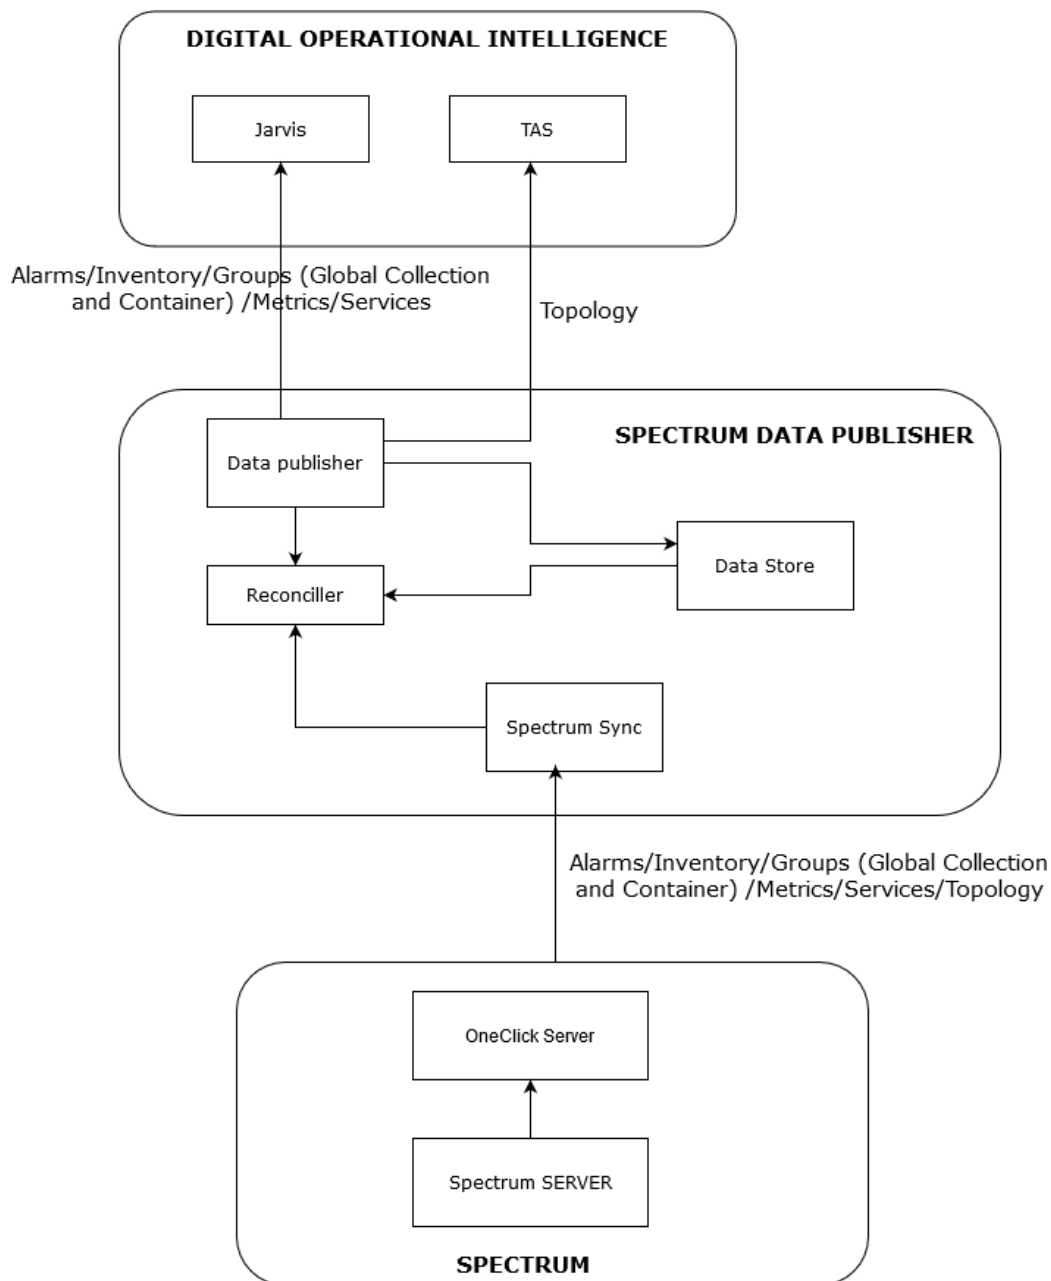 DIGITAL OPERATIONAL INTELLIGENCE
Jarvis
TAS
Alarms/Inventory/Groups (Global Collection
and Container) /Metrics/Services
Topology
SPECTRUM DATA PUBLISHER
Data publisher
Data Store
Reconciller
Spectrum Sync
Alarms/Inventory/Groups (Global Collection
and Container) /Metrics/Services/Topology
OneClick Server
Spectrum SERVER
SPECTRUM